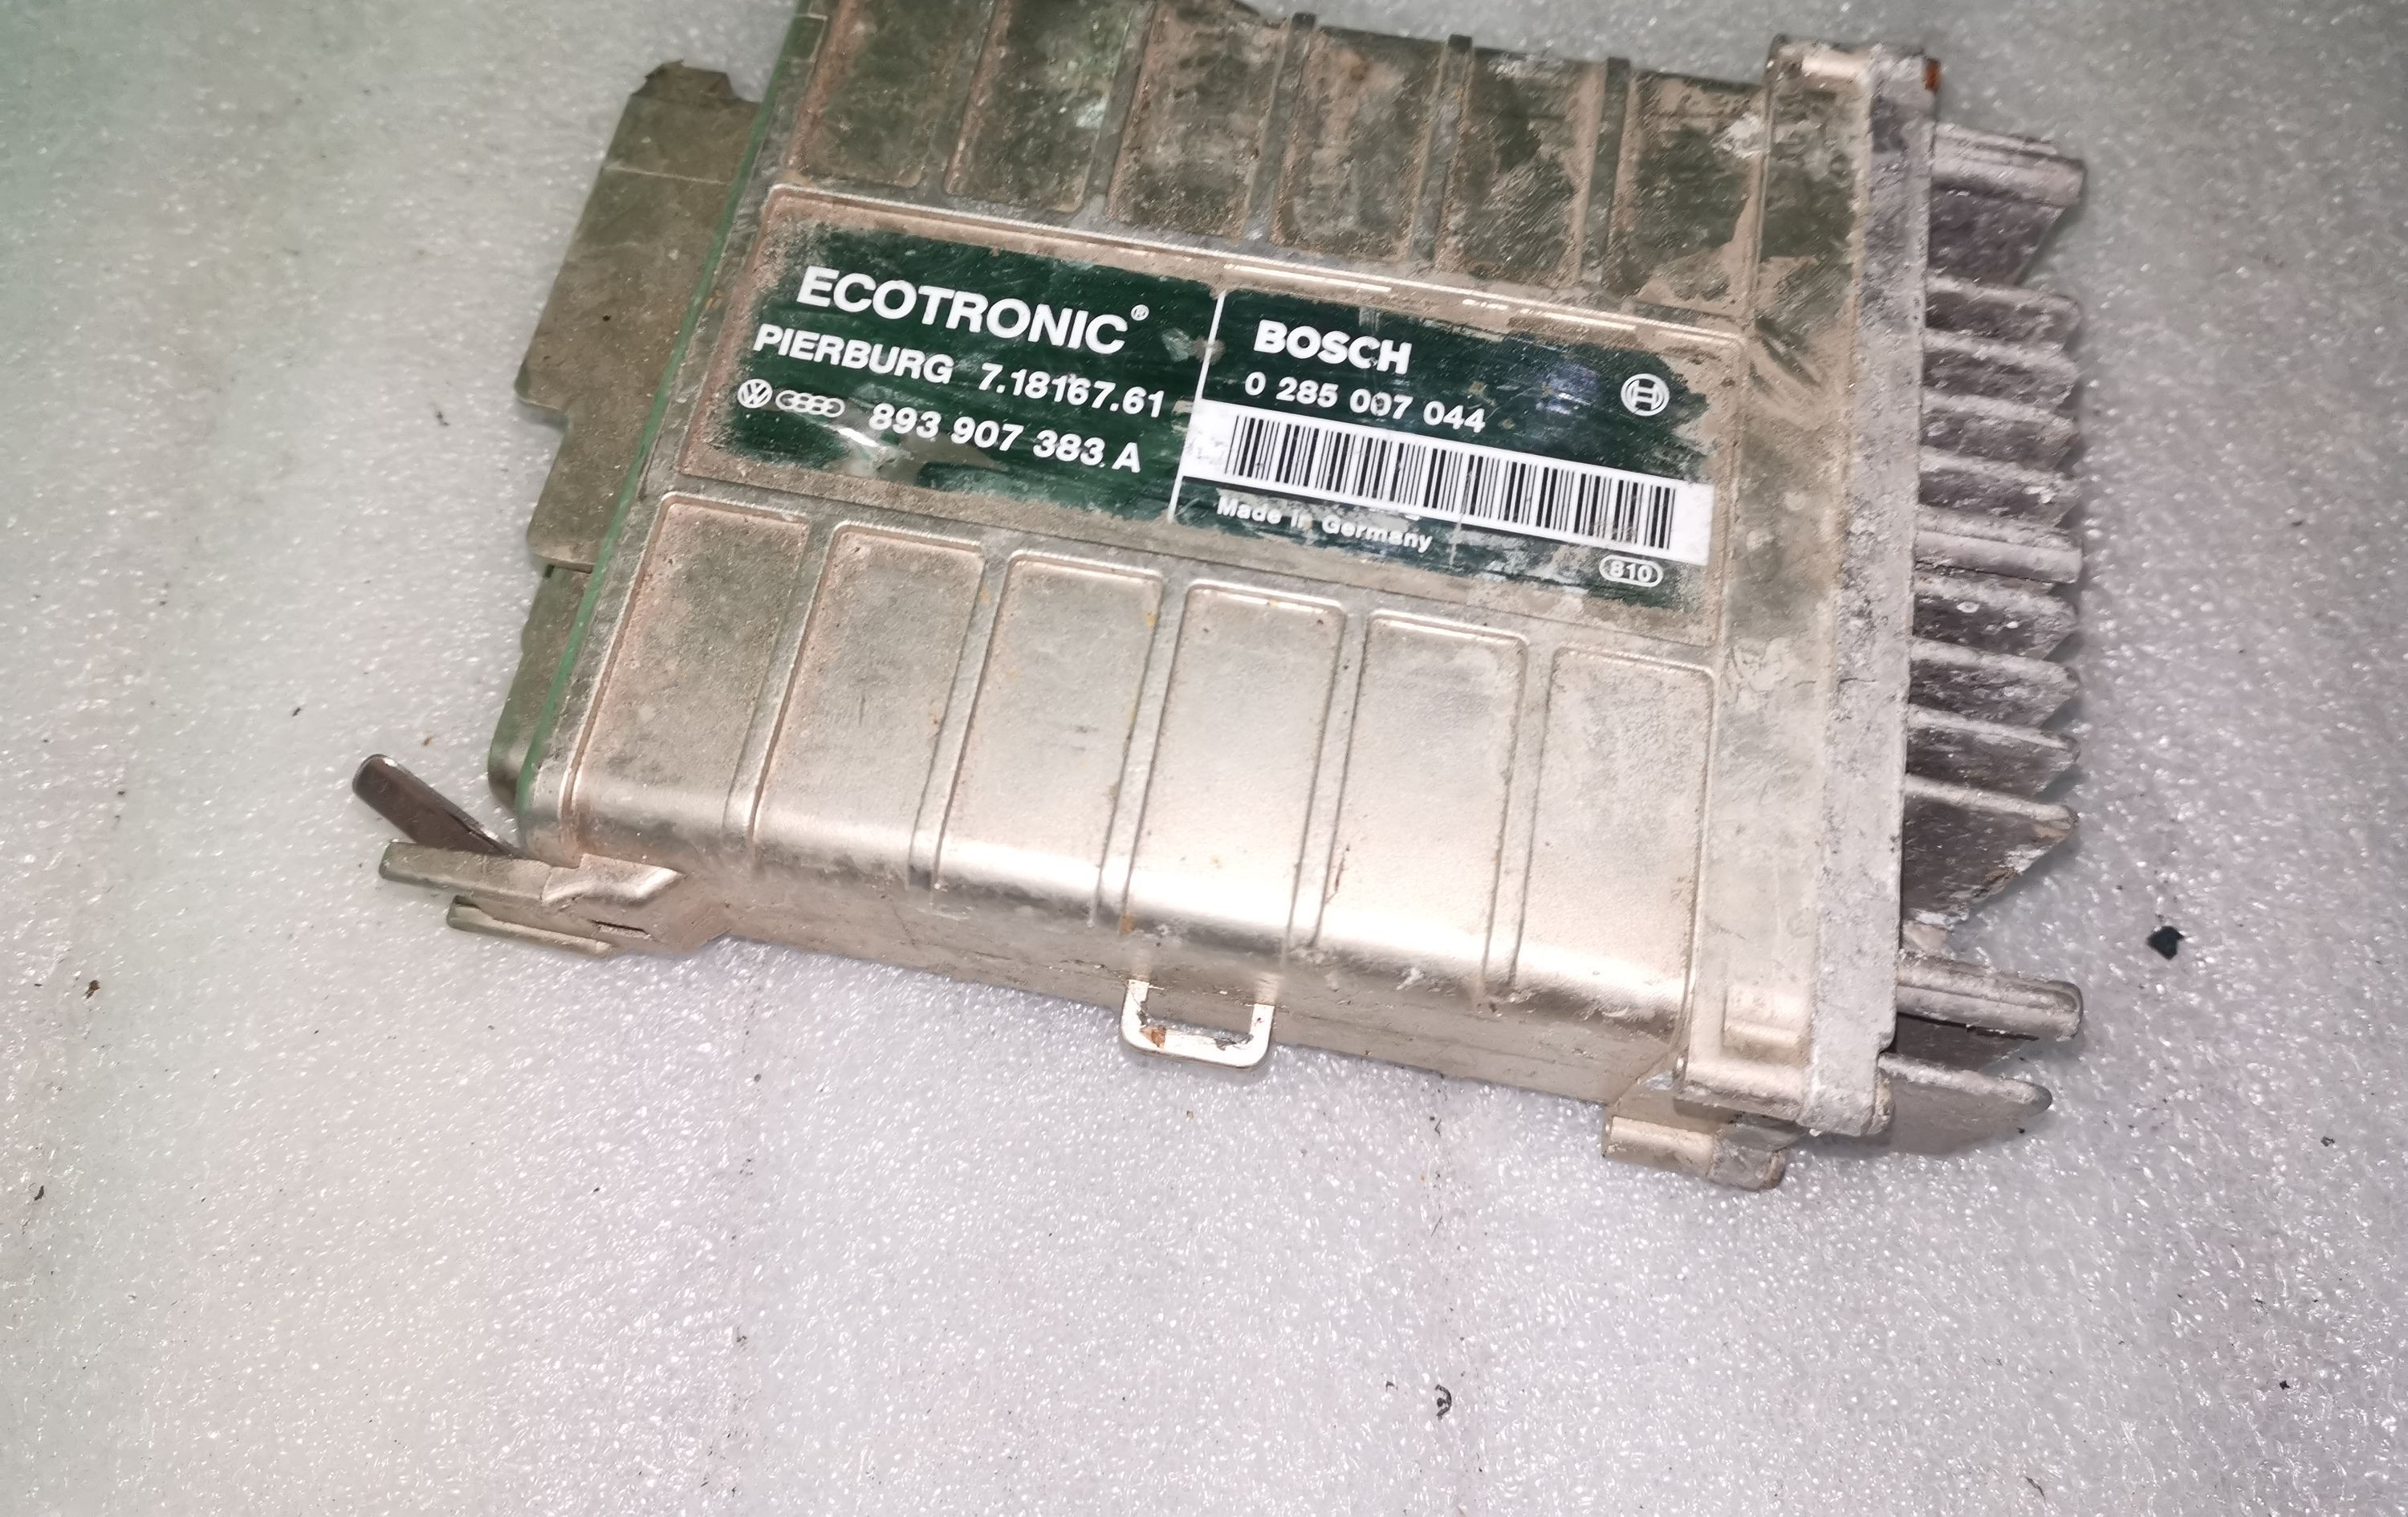 ECOTRONIC®
PIERBURG 7.18167.61
893 907 383 A
BOSCH
0 285 007 044
Made in Germany
810